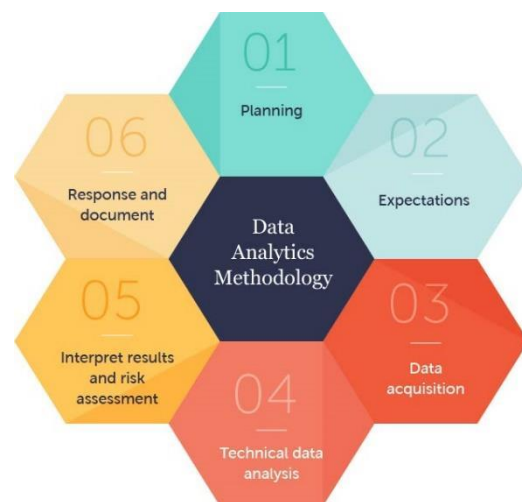 01
Planning
02
Expectations
03
Data
acquisition
04
Technical data
analysis
05
Interpret results
and risk
assessment
06
Response and
document
Data
Analytics
Methodology